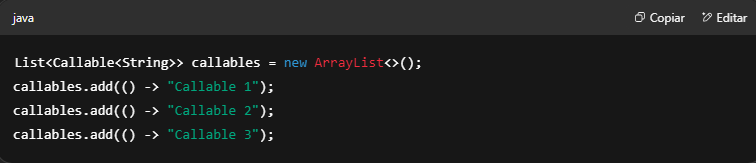 java
Copiar
Editar
List<Callable<String>> callables = new ArrayList<>();
callables.add(() -> "Callable 1");
callables.add(() -> "Callable 2");
callables.add(() -> "Callable 3");